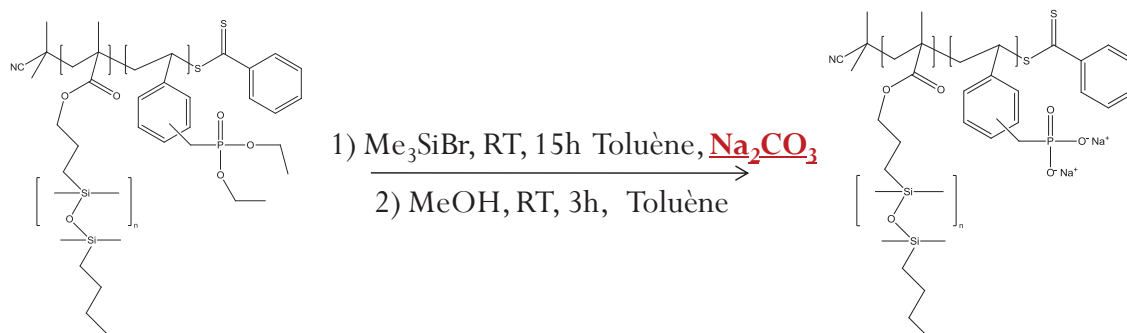 S
NC
S
O
O
O
P
O
O
Si
O
n
Si
1) Me₃SiBr, RT, 15h Toluène, Na₂CO₃
2) MeOH, RT, 3h, Toluène
S
NC
S
O
O
O
P
O⁻ Na⁺
O⁻ Na⁺
Si
O
n
Si